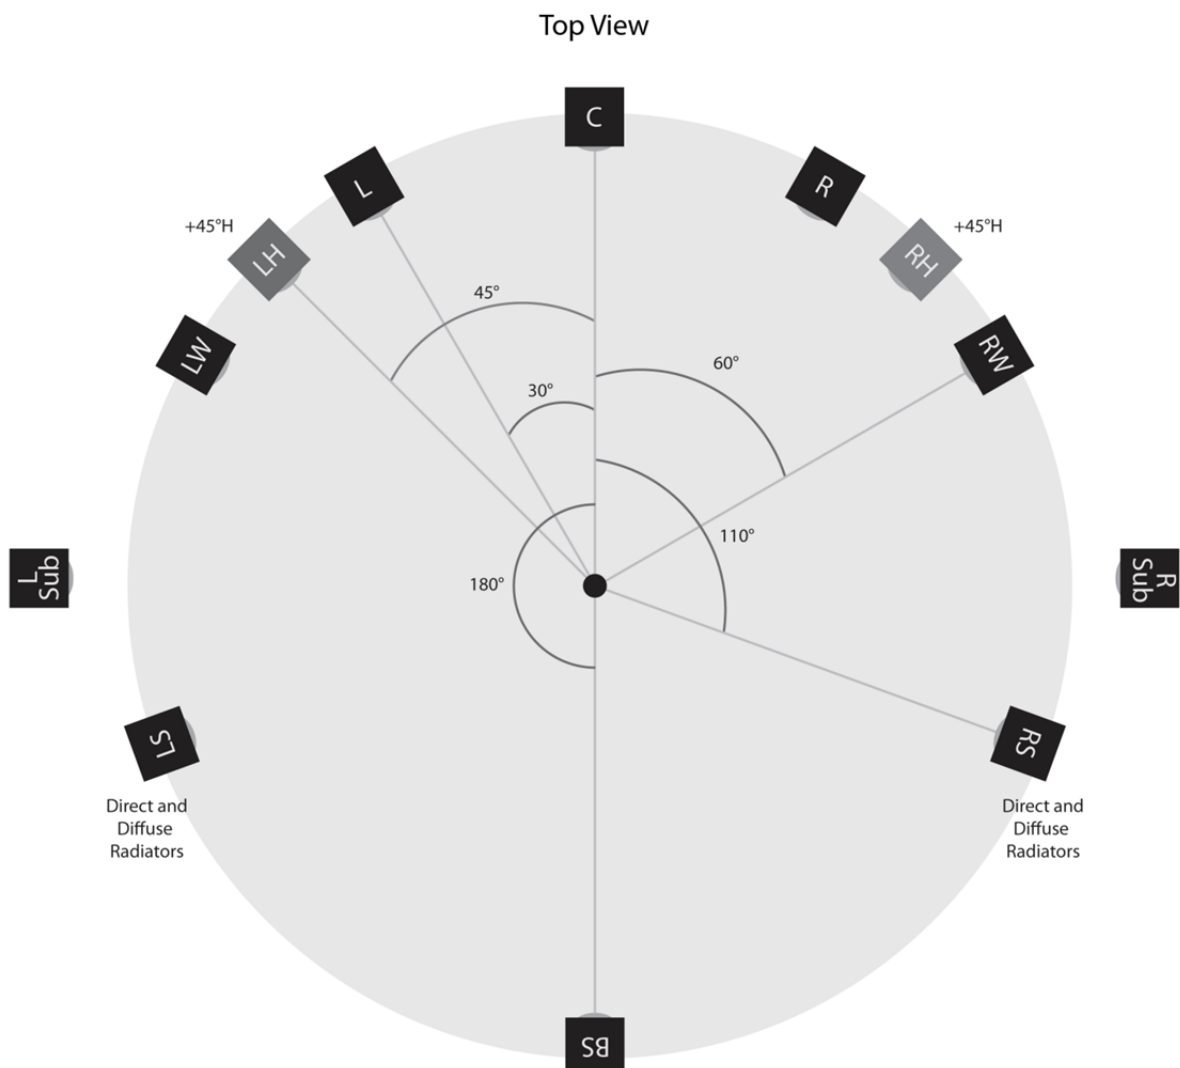 Top View
C
L
R
+45°H
+45°H
LH
RH
45°
LW
RW
60°
30°
110°
L
Sub
R
Sub
180°
LS
RS
Direct and
Diffuse
Radiators
Direct and
Diffuse
Radiators
BS